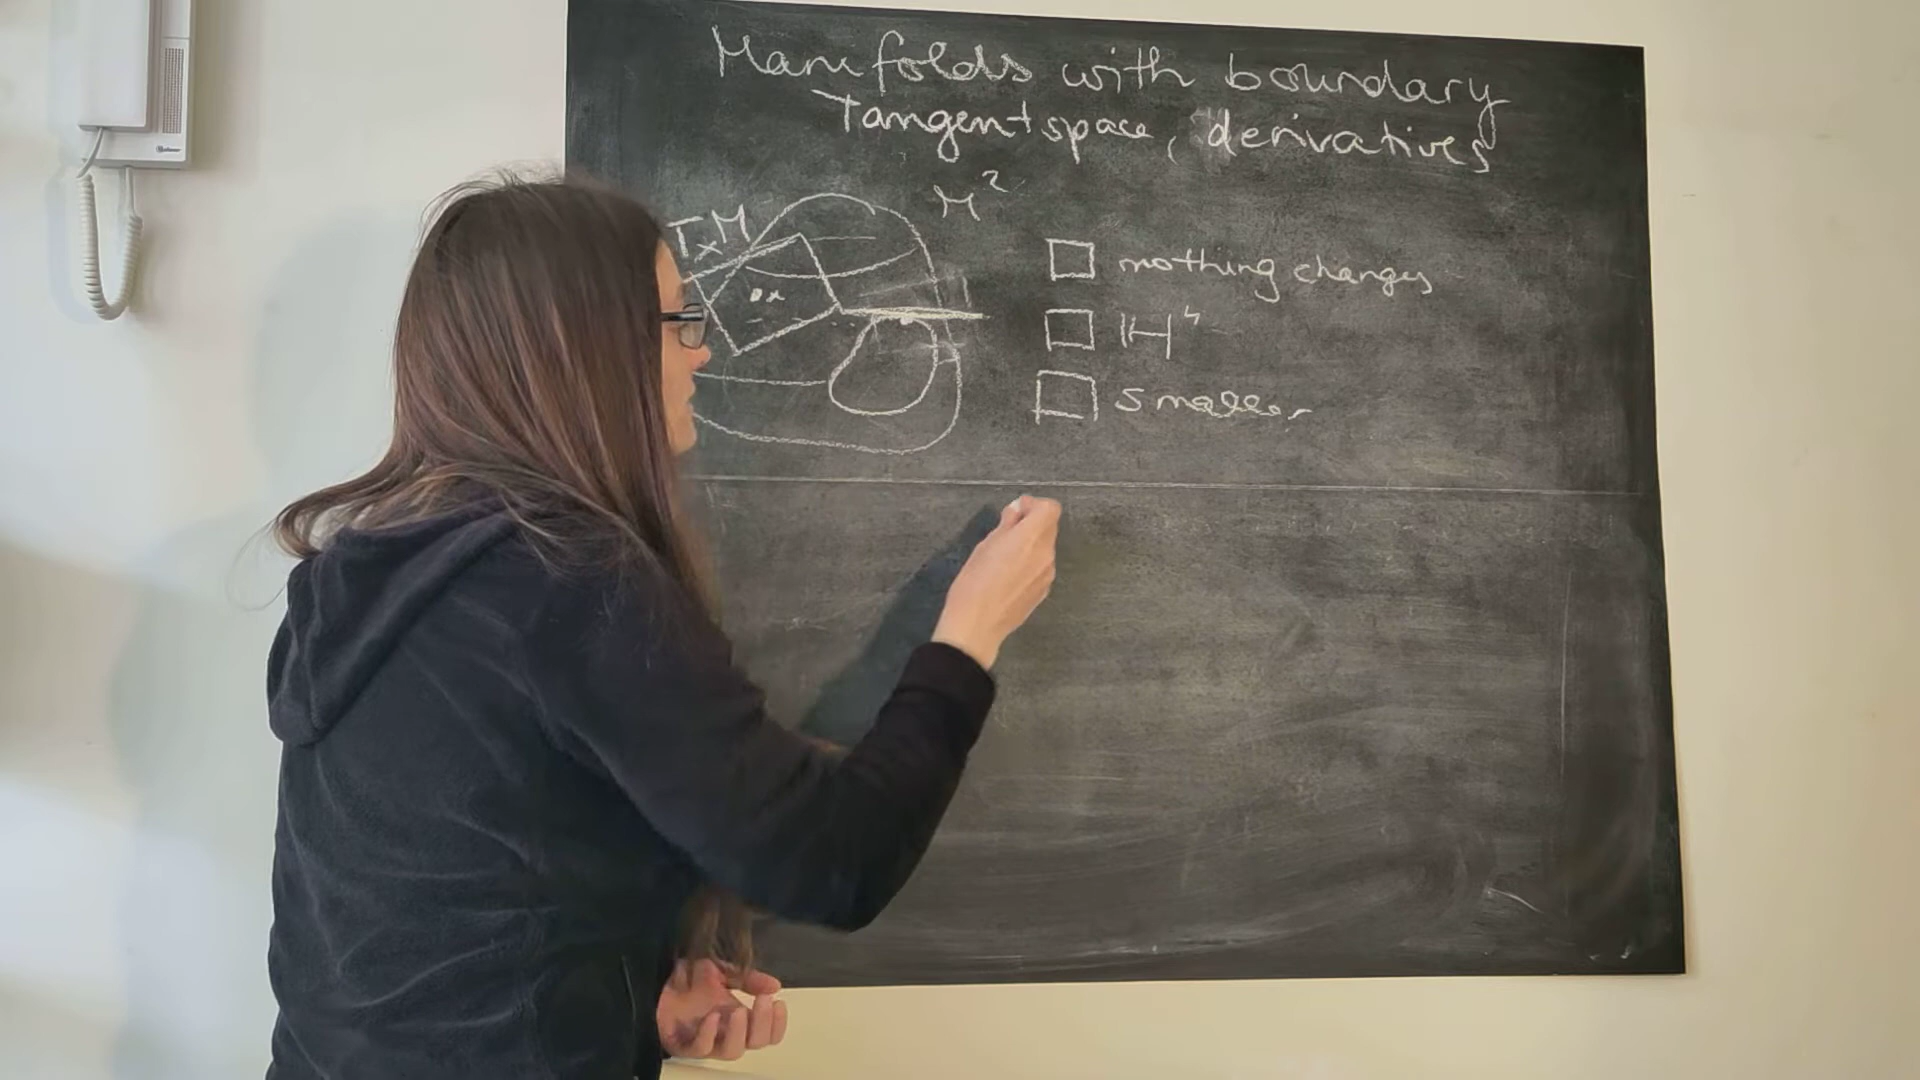 Manifolds with boundary
Tangent space, derivatives
M²
TₓM
x
nothing changes
ℍⁿ
smaller